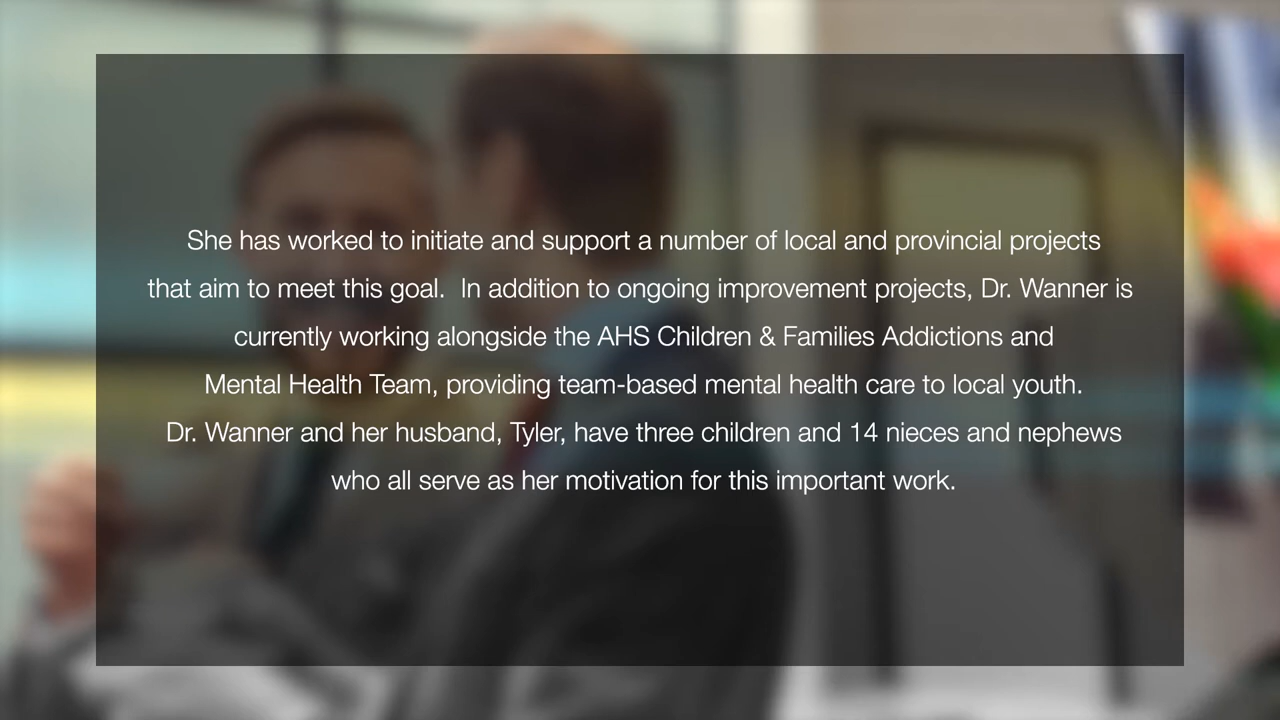 She has worked to initiate and support a number of local and provincial projects
that aim to meet this goal.  In addition to ongoing improvement projects, Dr. Wanner is
currently working alongside the AHS Children & Families Addictions and
Mental Health Team, providing team-based mental health care to local youth.
Dr. Wanner and her husband, Tyler, have three children and 14 nieces and nephews
who all serve as her motivation for this important work.